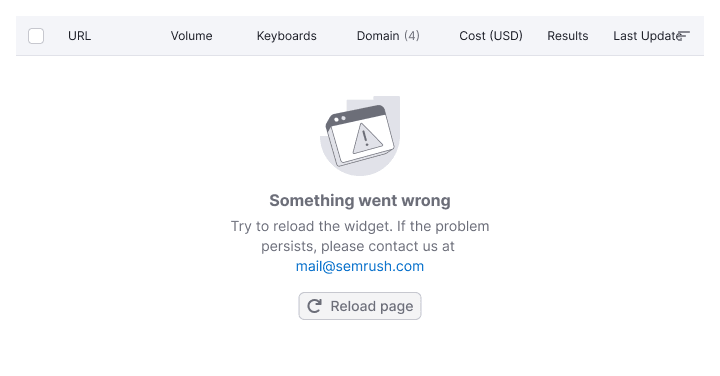 URL Volume Keyboards Domain (4) Cost (USD) Results Last Update
Something went wrong
Try to reload the widget. If the problem
persists, please contact us at
mail@semrush.com
Reload page